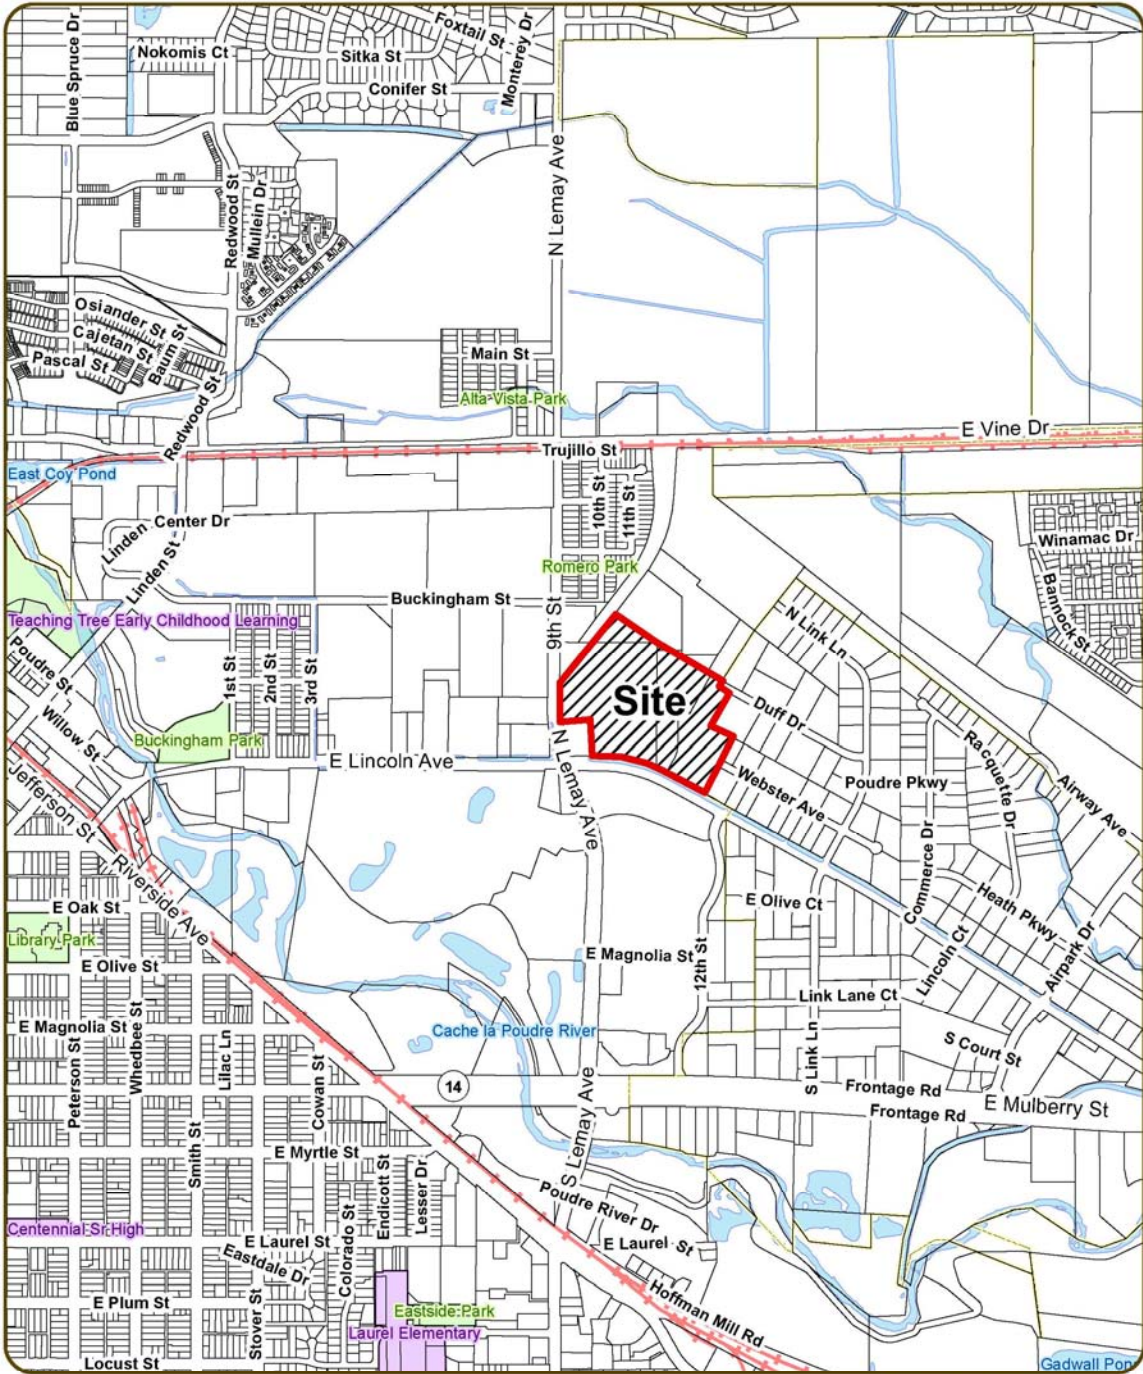 Blue Spruce Dr
Nokomis Ct
Foxtail St
Sitka St
Monterey Dr
Conifer St
N Lemay Ave
Redwood St
Mullein Dr
Osiander St
Cajetan St
Baum St
Pascal St
Main St
Alta Vista Park
Redwood St
E Vine Dr
Trujillo St
East Coy Pond
10th St
11th St
Linden Center Dr
Winamac Dr
Linden St
Romero Park
Bannock St
Buckingham St
9th St
Teaching Tree Early Childhood Learning
N Link Ln
Poudre St
1st St
2nd St
3rd St
Site
Duff Dr
Willow St
Buckingham Park
N Lemay Ave
Racquette Dr
E Lincoln Ave
Jefferson St
Webster Ave
Poudre Pkwy
Airway Ave
Riverside Ave
Commerce Dr
E Olive Ct
Heath Pkwy
E Oak St
Library Park
E Magnolia St
12th St
Lincoln Ct
Airpark Dr
E Olive St
Link Lane Ct
E Magnolia St
Whedbee St
Cache la Poudre River
Peterson St
Lilac Ln
S Link Ln
S Court St
Cowan St
14
Frontage Rd
E Mulberry St
Frontage Rd
S Lemay Ave
Smith St
E Myrtle St
Endicott St
Lesser Dr
Poudre River Dr
Centennial Sr High
E Laurel St
E Laurel St
Eastdale Dr
Colorado St
Hoffman Mill Rd
E Plum St
Stover St
Eastside Park
Laurel Elementary
Locust St
Gadwall Pon